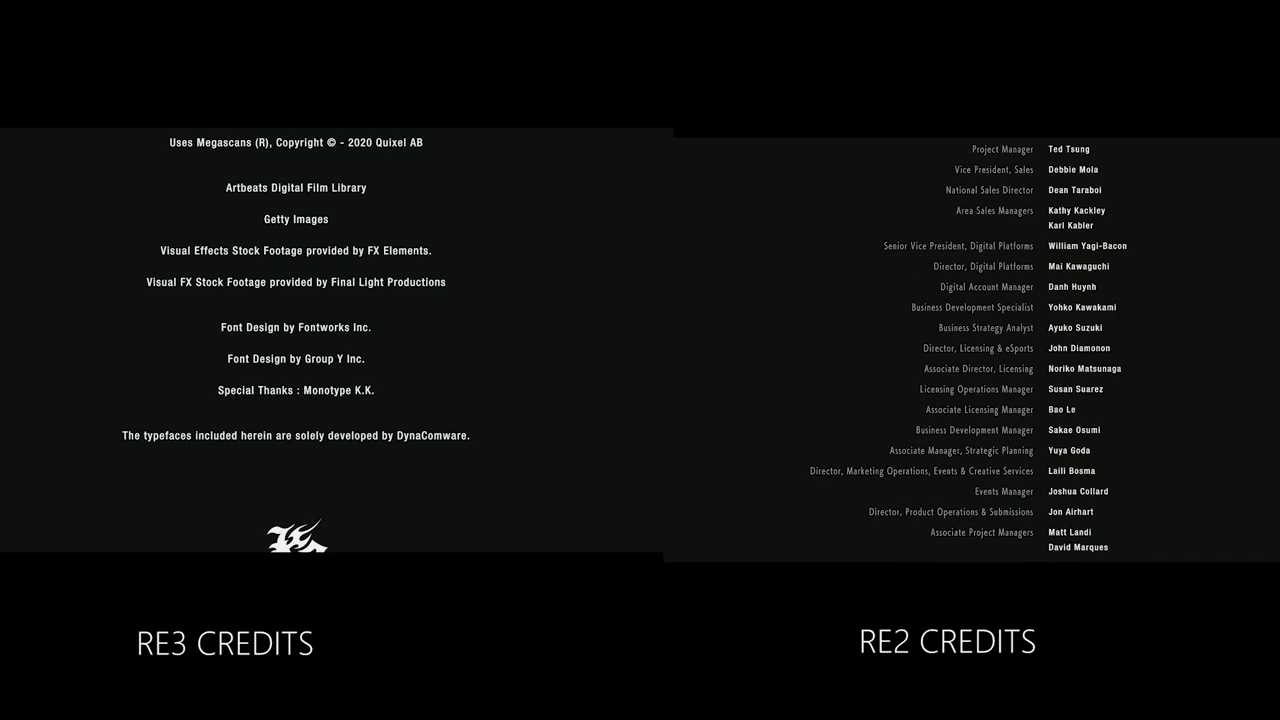 Uses Megascans (R), Copyright © - 2020 Quixel AB
Artbeats Digital Film Library
Getty Images
Visual Effects Stock Footage provided by FX Elements.
Visual FX Stock Footage provided by Final Light Productions
Font Design by Fontworks Inc.
Font Design by Group Y Inc.
Special Thanks : Monotype K.K.
The typefaces included herein are solely developed by DynaComware.
RE3 CREDITS
Project Manager Ted Tsung
Vice President, Sales Debbie Mola
National Sales Director Dean Taraboi
Area Sales Managers Kathy Kackley
Karl Kabler
Senior Vice President, Digital Platforms William Yagi-Bacon
Director, Digital Platforms Mai Kawaguchi
Digital Account Manager Danh Huynh
Business Development Specialist Yohko Kawakami
Business Strategy Analyst Ayuko Suzuki
Director, Licensing & eSports John Diamonon
Associate Director, Licensing Noriko Matsunaga
Licensing Operations Manager Susan Suarez
Associate Licensing Manager Bao Le
Business Development Manager Sakae Osumi
Associate Manager, Strategic Planning Yuya Goda
Director, Marketing Operations, Events & Creative Services Laili Bosma
Events Manager Joshua Collard
Director, Product Operations & Submissions Jon Airhart
Associate Project Managers Matt Landi
David Marques
RE2 CREDITS